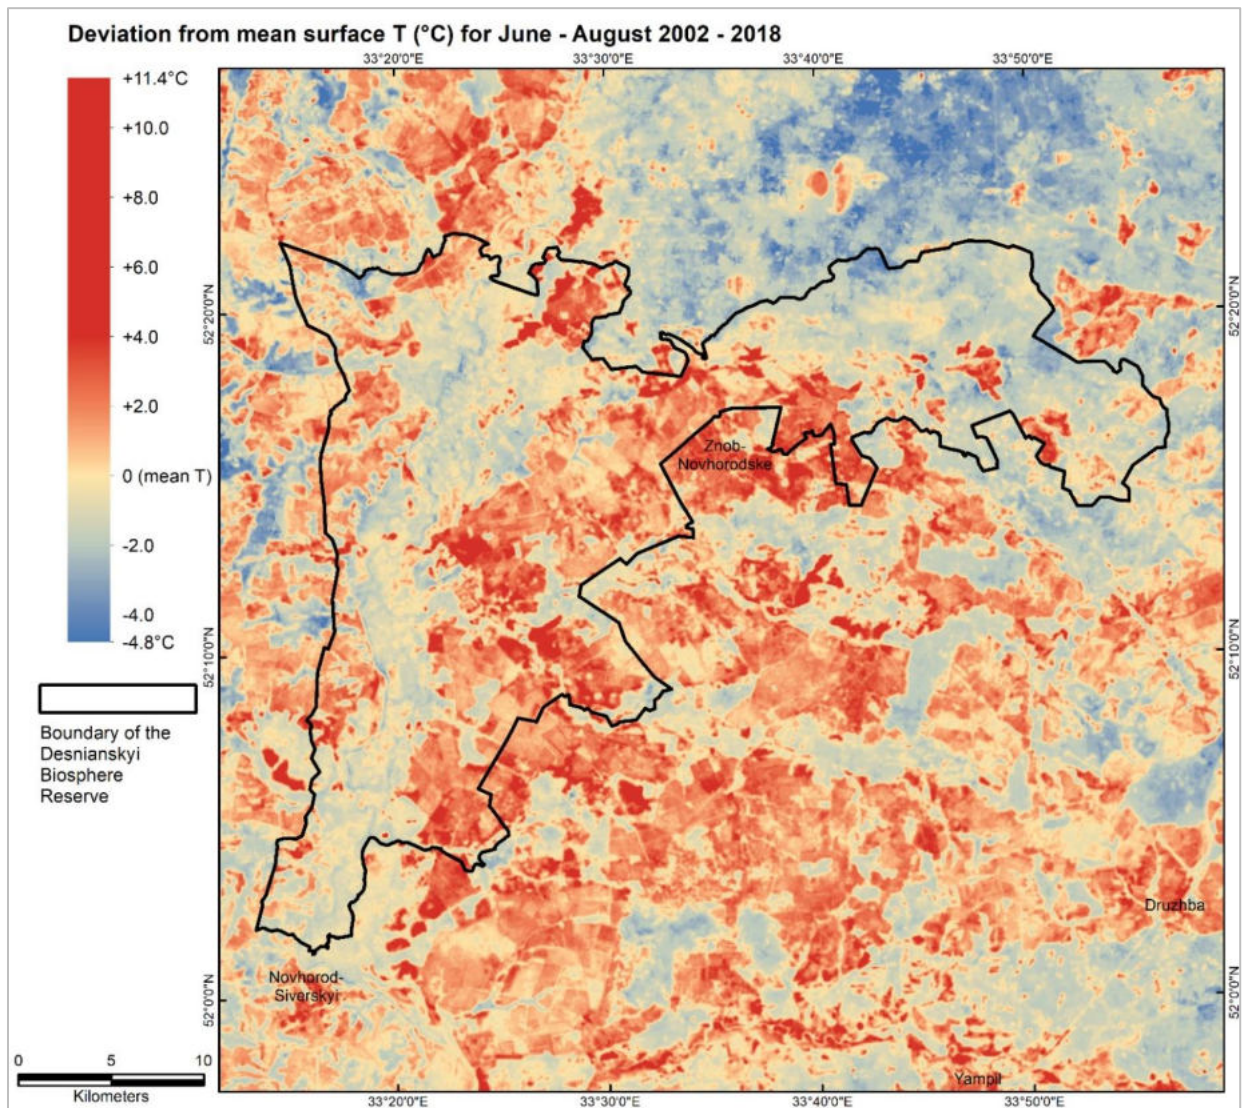 Deviation from mean surface T (°C) for June - August 2002 - 2018
33°20'0"E 33°30'0"E 33°40'0"E 33°50'0"E
+11.4°C
+10.0
+8.0
+6.0
+4.0
+2.0
0 (mean T)
-2.0
-4.0
-4.8°C
Boundary of the
Desnianskyi
Biosphere
Reserve
0 5 10
Kilometers
52°20'0"N
52°10'0"N
52°0'0"N
Znob-
Novhorodske
Druzhba
Novhorod-
Siverskyi
Yampil
52°20'0"N
52°10'0"N
52°0'0"N
33°20'0"E 33°30'0"E 33°40'0"E 33°50'0"E